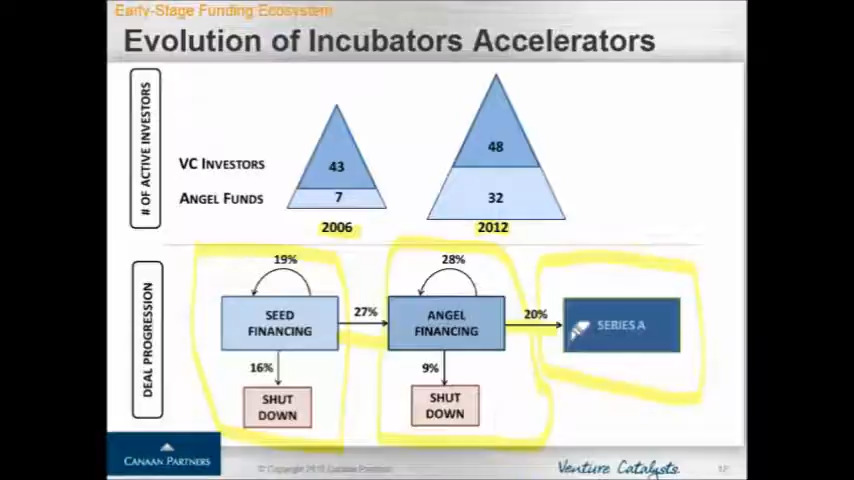 Early-Stage Funding Ecosystem
Evolution of Incubators Accelerators
# OF ACTIVE INVESTORS
VC INVESTORS
43
48
ANGEL FUNDS
7
32
2006
2012
DEAL PROGRESSION
19%
28%
SEED
FINANCING
27%
ANGEL
FINANCING
20%
SERIES A
16%
9%
SHUT
DOWN
SHUT
DOWN
CANAAN PARTNERS
Canaan Partners
Venture Catalysts